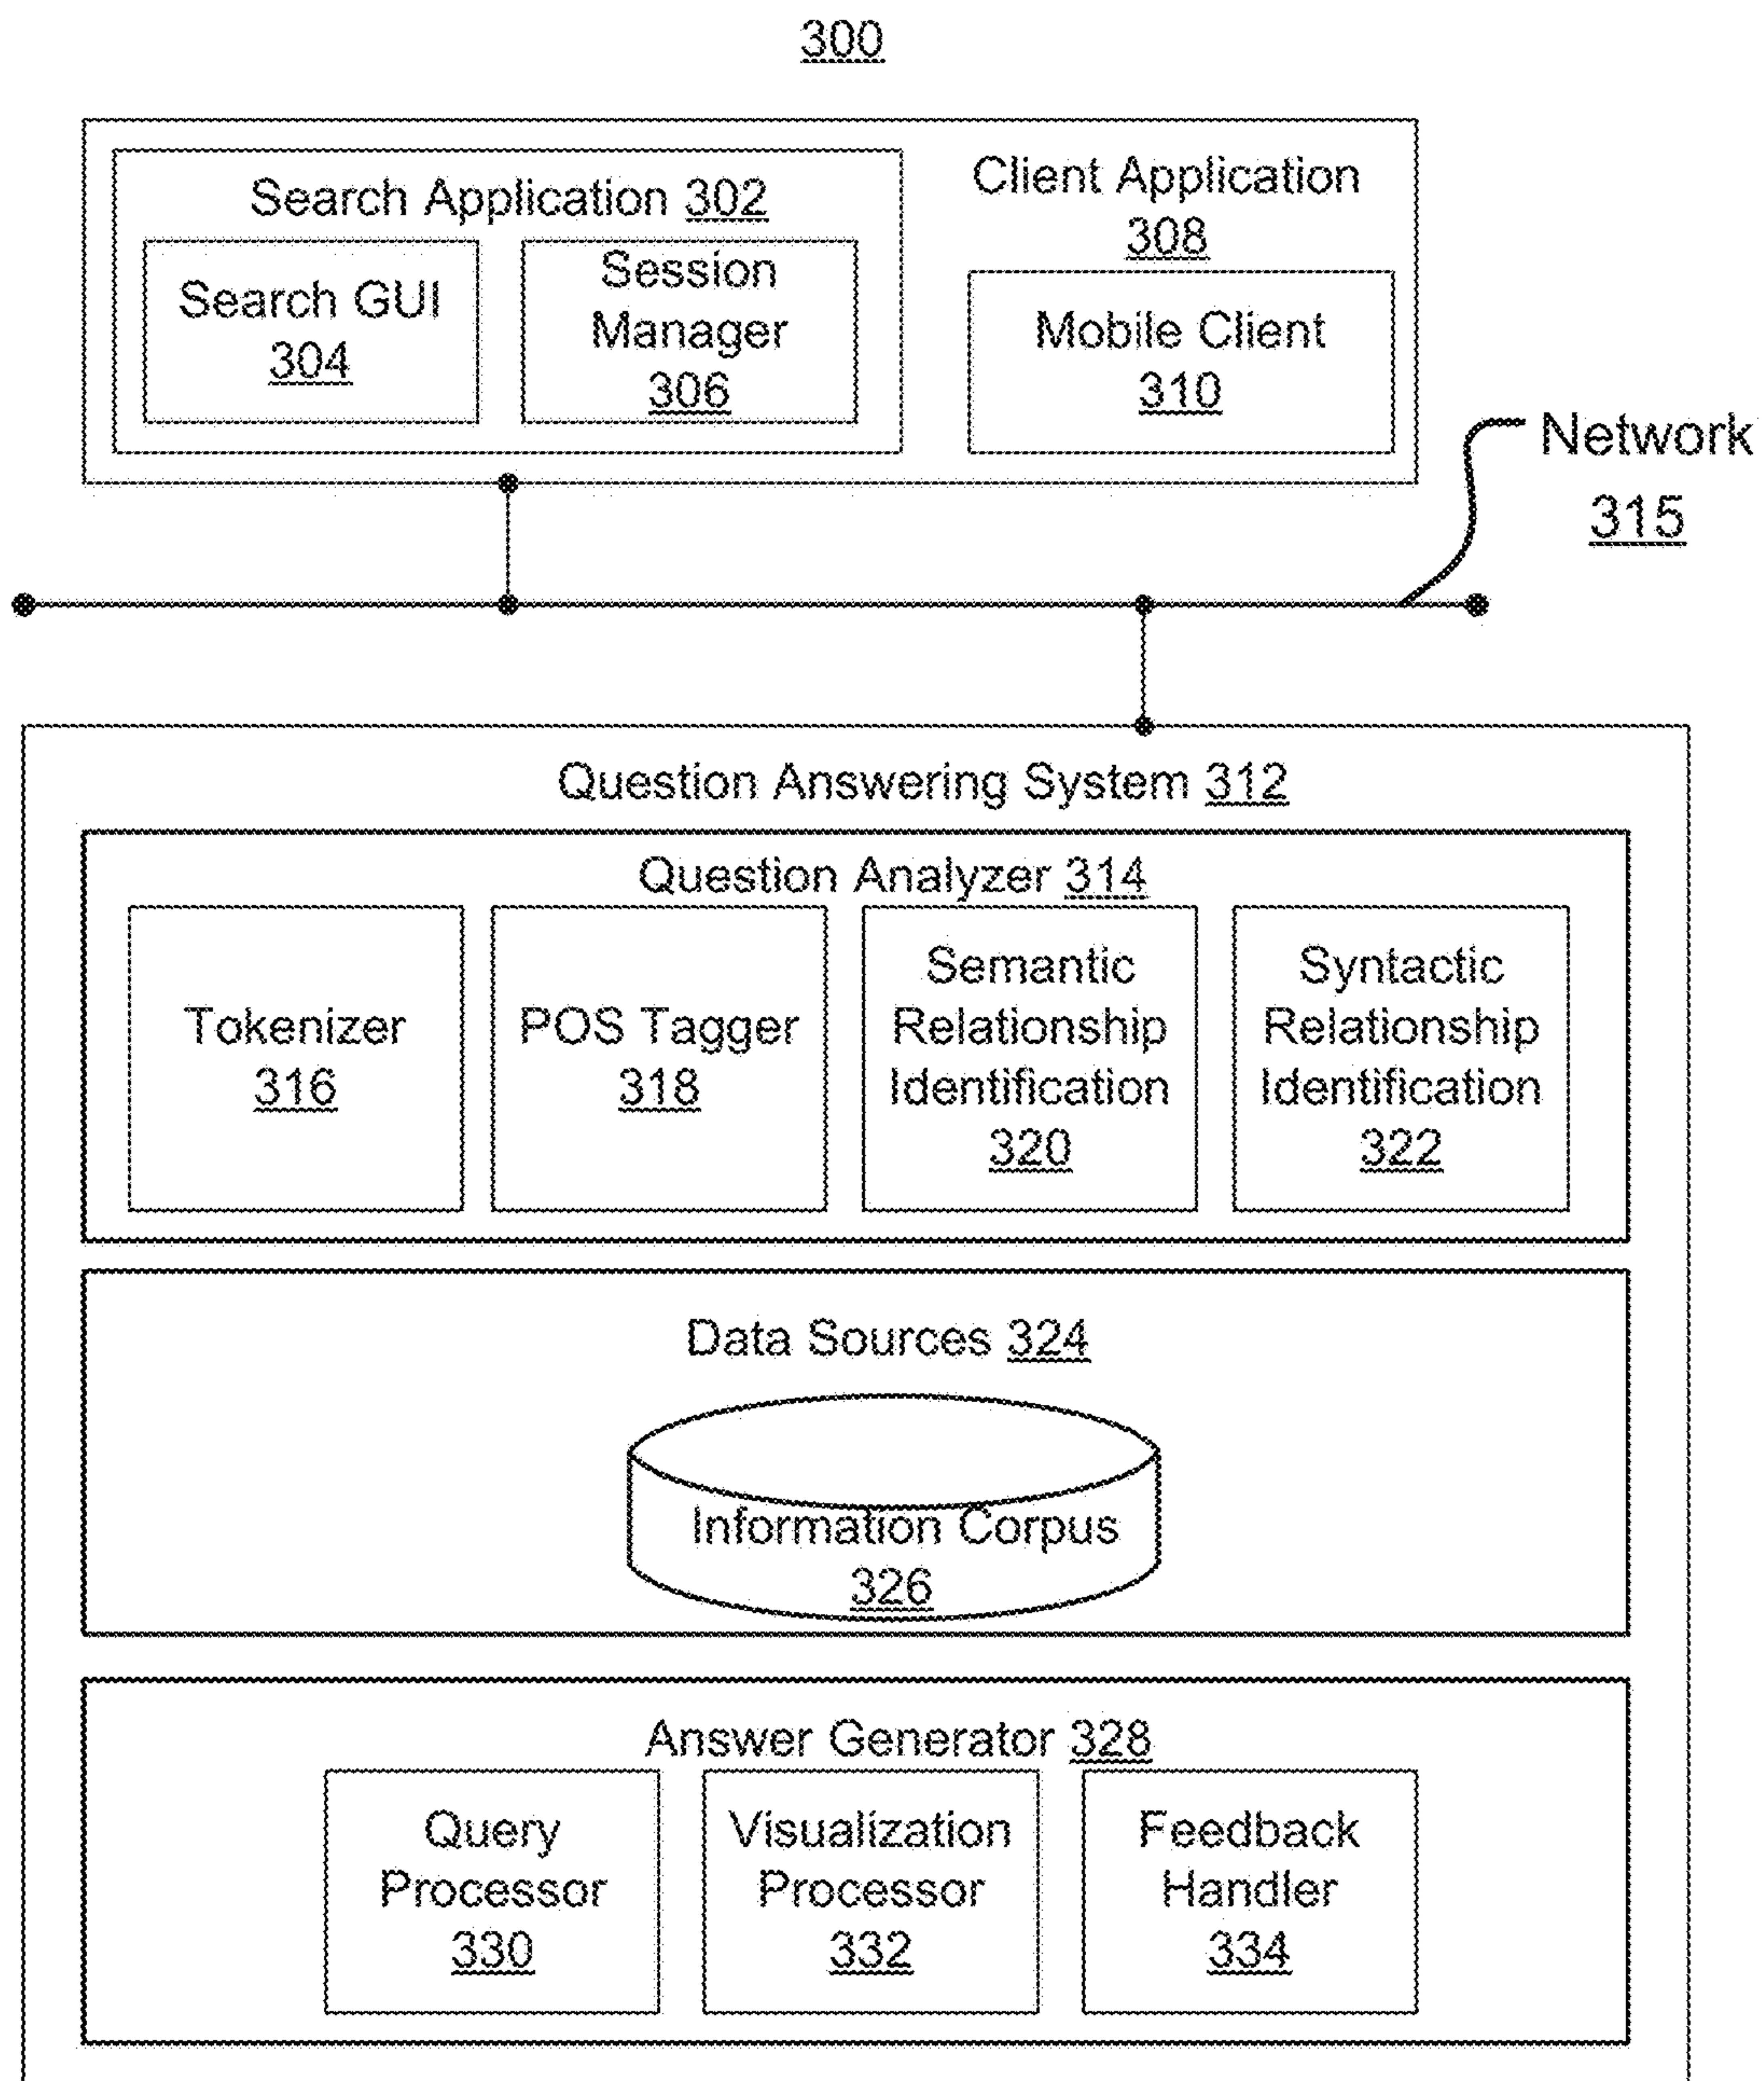 300
Search Application 302
Client Application
308
Search GUI
304
Session
Manager
306
Mobile Client
310
Network
315
Question Answering System 312
Question Analyzer 314
Tokenizer
316
POS Tagger
318
Semantic
Relationship
Identification
320
Syntactic
Relationship
Identification
322
Data Sources 324
Information Corpus
326
Answer Generator 328
Query
Processor
330
Visualization
Processor
332
Feedback
Handler
334